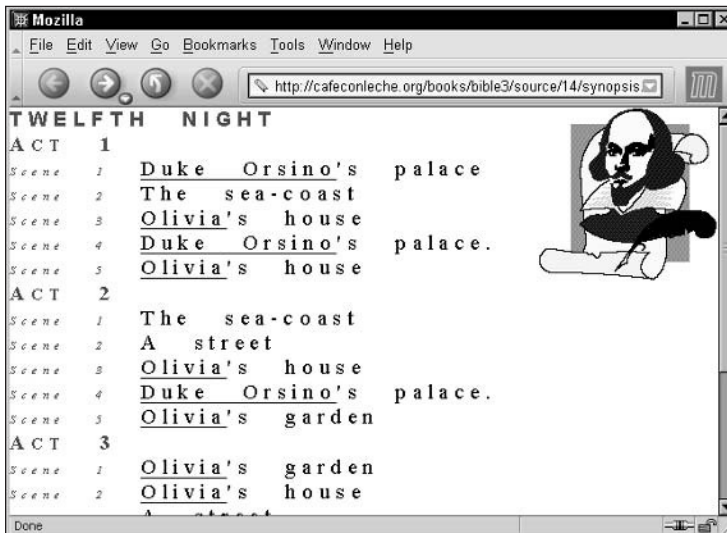 Mozilla
File Edit View Go Bookmarks Tools Window Help
http://cafeconleche.org/books/bible3/source/14/synopsis.
TWELFTH NIGHT
ACT 1
Scene 1 Duke Orsino's palace
Scene 2 The sea-coast
Scene 3 Olivia's house
Scene 4 Duke Orsino's palace.
Scene 5 Olivia's house
ACT 2
Scene 1 The sea-coast
Scene 2 A street
Scene 3 Olivia's house
Scene 4 Duke Orsino's palace.
Scene 5 Olivia's garden
ACT 3
Scene 1 Olivia's garden
Scene 2 Olivia's house
A street
Done